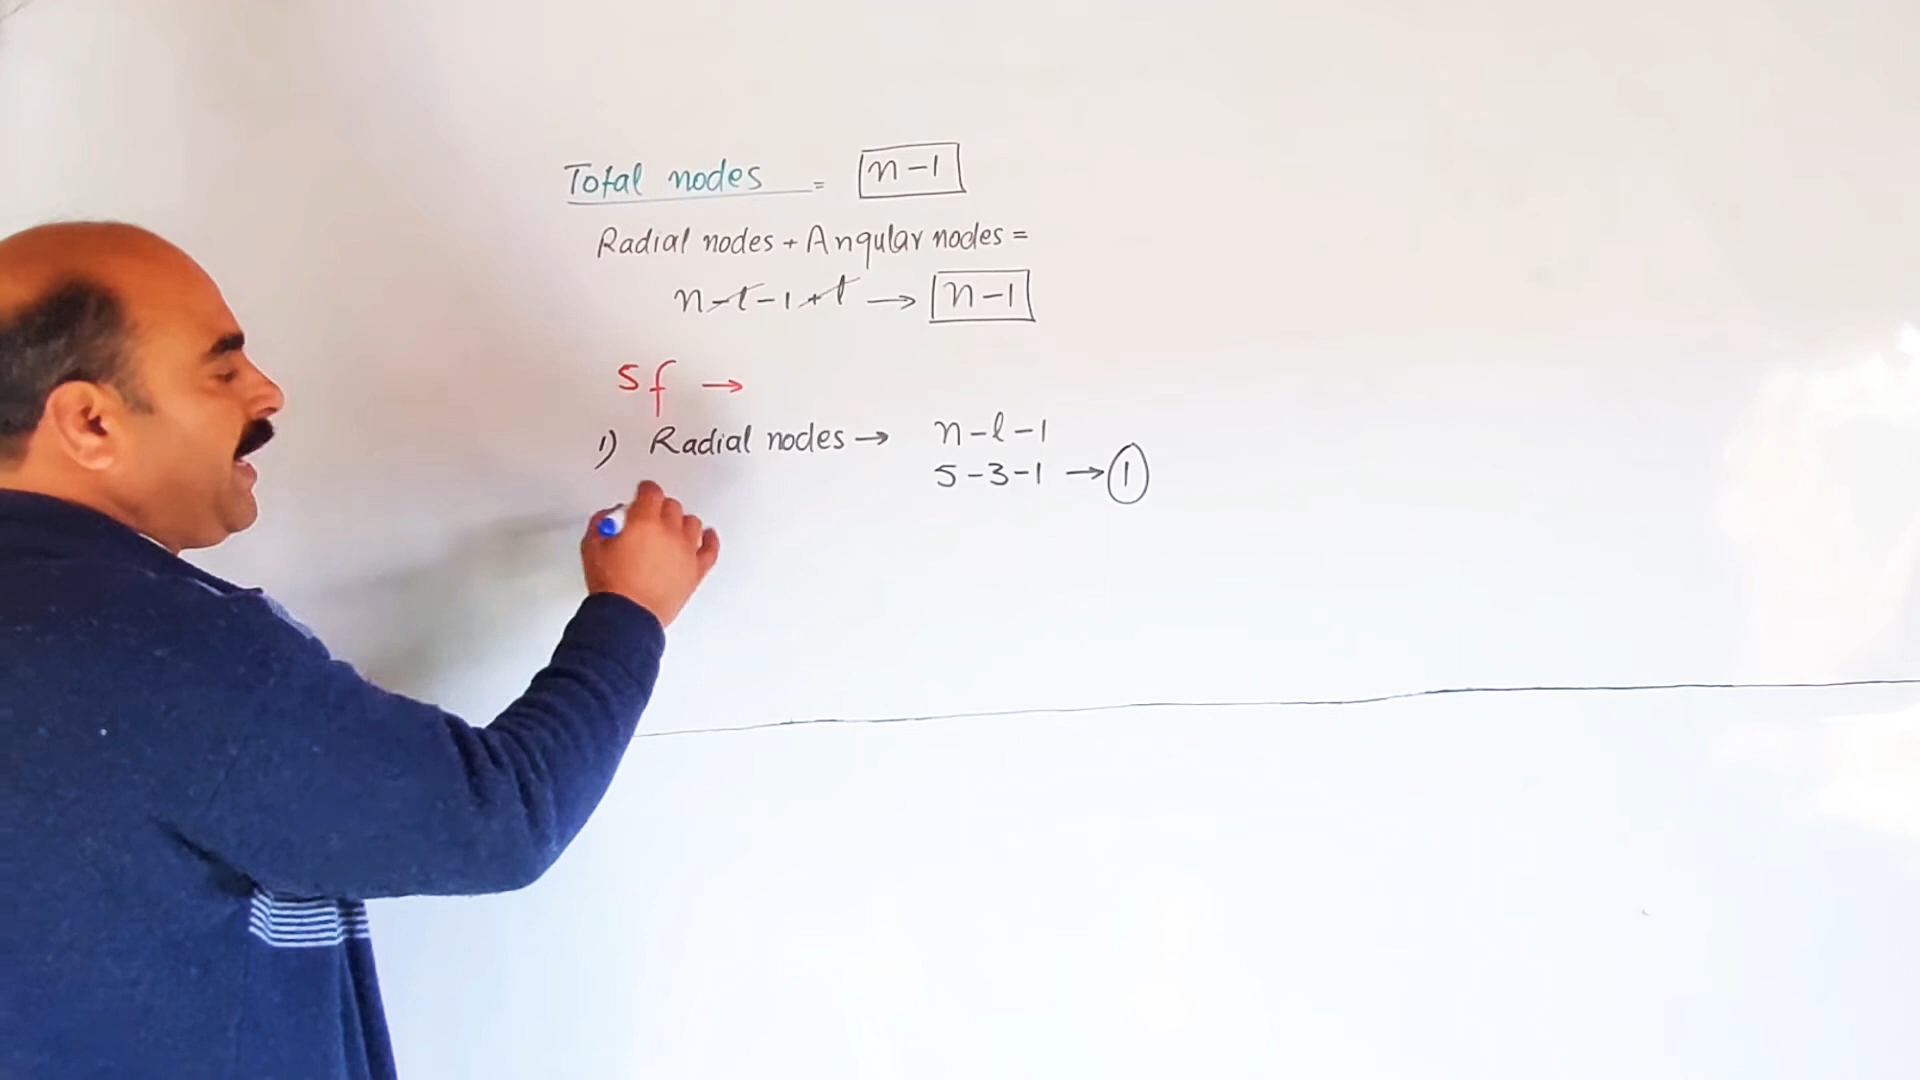 Total nodes = n-1
Radial nodes + Angular nodes =
n-l-1+l → n-1
5f →
1) Radial nodes → n-l-1
5-3-1 → 1